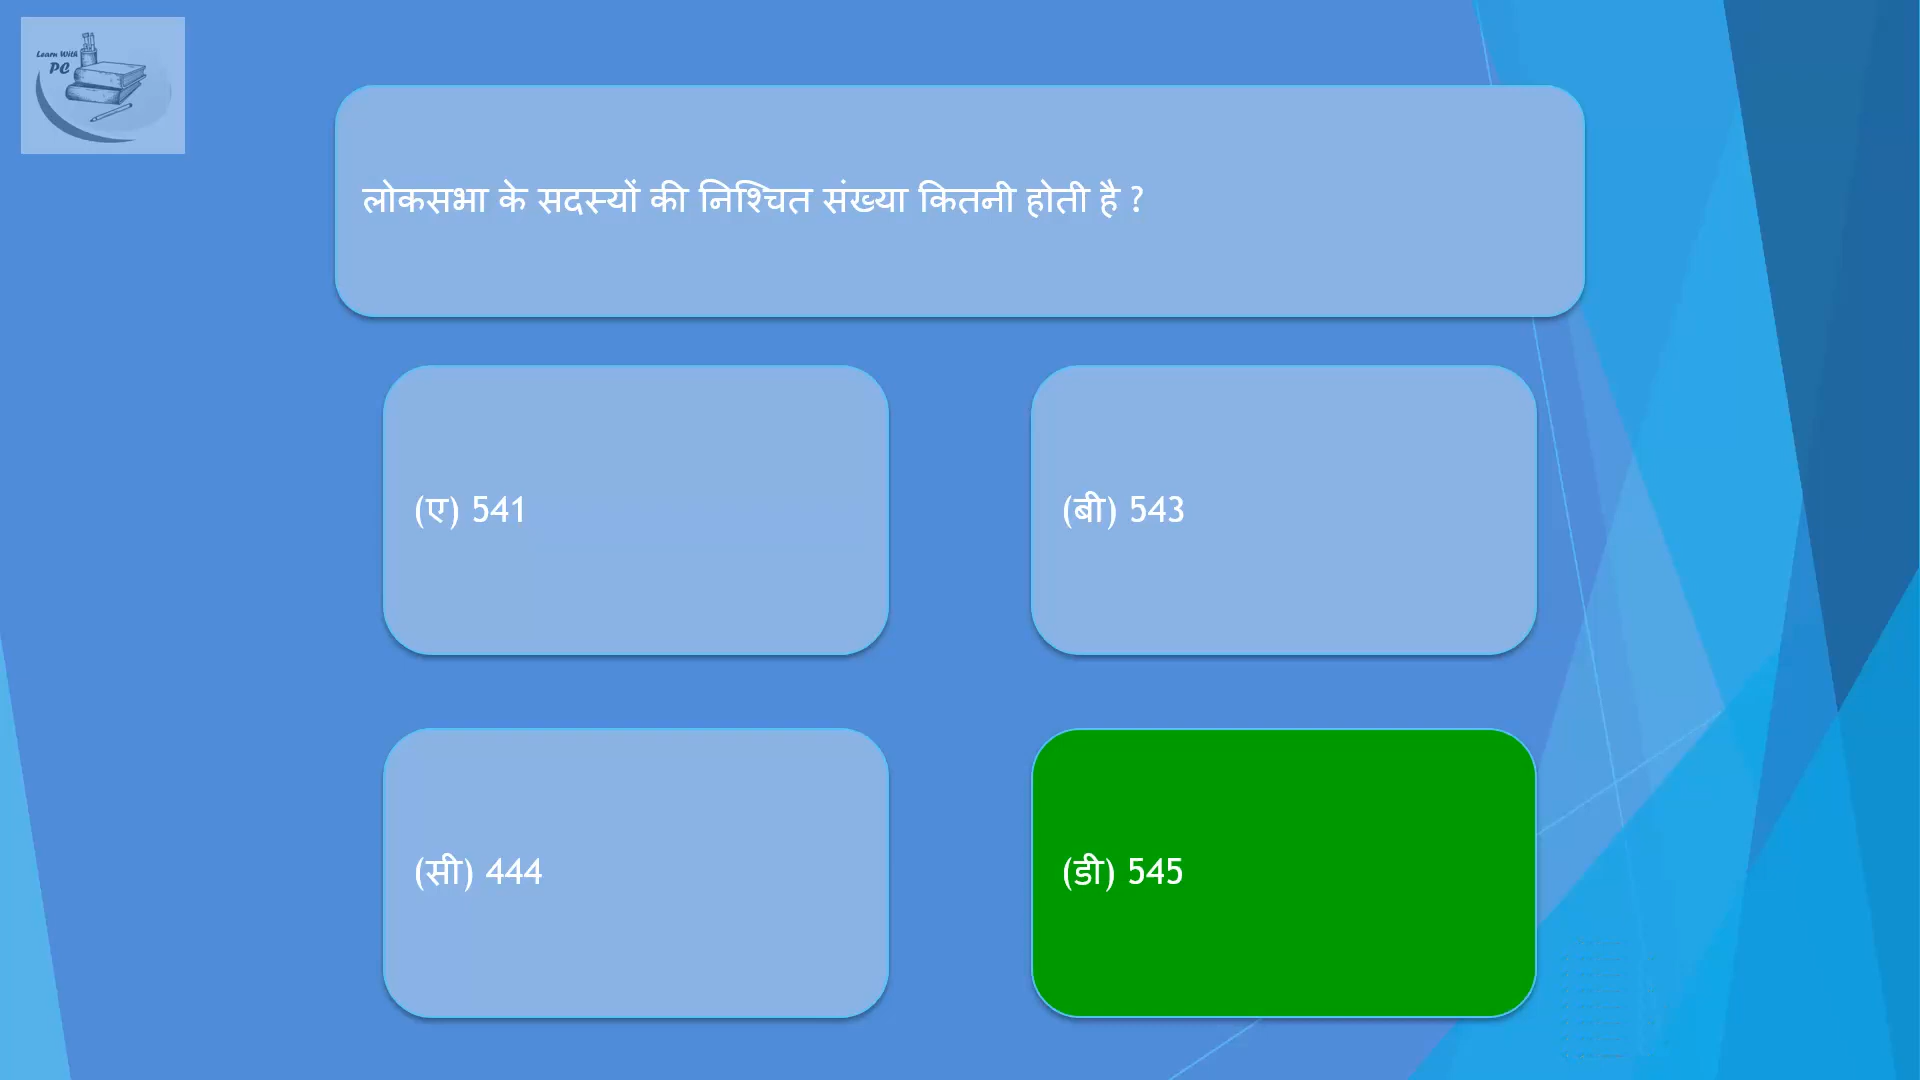 Learn With
PC
लोकसभा के सदस्यों की निश्चित संख्या कितनी होती है ?
(ए) 541
(बी) 543
(सी) 444
(डी) 545